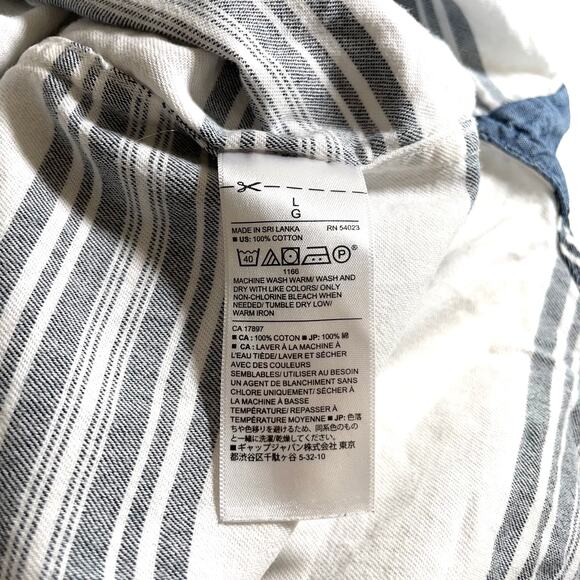 L
G
MADE IN SRI LANKA RN 54023
■ US: 100% COTTON
40 P
1166
MACHINE WASH WARM/ WASH AND
DRY WITH LIKE COLORS/ ONLY
NON-CHLORINE BLEACH WHEN
NEEDED/ TUMBLE DRY LOW/
WARM IRON
CA 17897
■ CA : 100% COTON ■ JP: 100% 綿
■ CA : LAVER À LA MACHINE À
L'EAU TIÈDE/ LAVER ET SÉCHER
AVEC DES COULEURS
SEMBLABLES/ UTILISER AU BESOIN
UN AGENT DE BLANCHIMENT SANS
CHLORE UNIQUEMENT/ SÉCHER À
LA MACHINE À BASSE
TEMPÉRATURE/ REPASSER À
TEMPÉRATURE MOYENNE ■ JP: 色落
ちや色移りを避けるため、同系色のもの
と一緒に洗濯/乾燥してください。
■ ギャップジャパン株式会社 東京
都渋谷区千駄ヶ谷 5-32-10